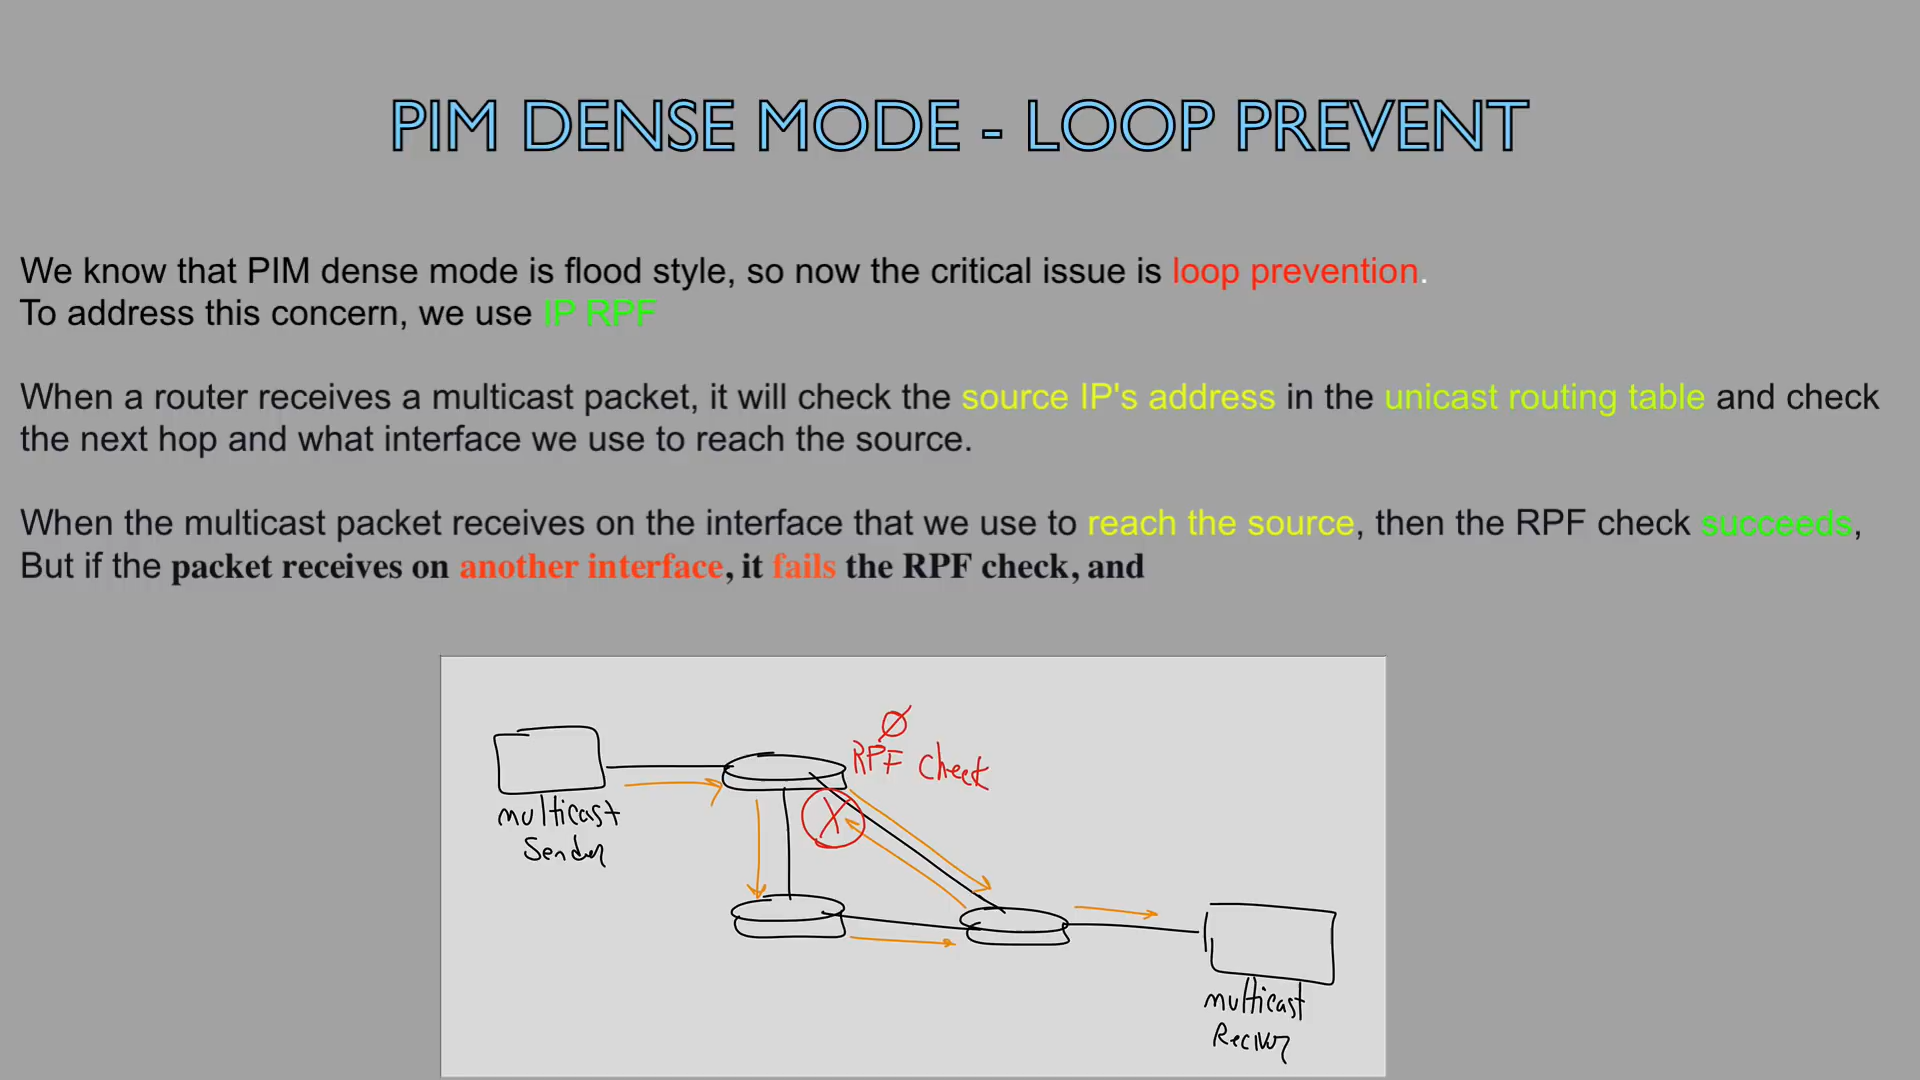 PIM DENSE MODE - LOOP PREVENT
We know that PIM dense mode is flood style, so now the critical issue is loop prevention.
To address this concern, we use IP RPF
When a router receives a multicast packet, it will check the source IP's address in the unicast routing table and check
the next hop and what interface we use to reach the source.
When the multicast packet receives on the interface that we use to reach the source, then the RPF check succeeds,
But if the packet receives on another interface, it fails the RPF check, and
Ø
RPF check
X
multicast
Sender
multicast
Reciver